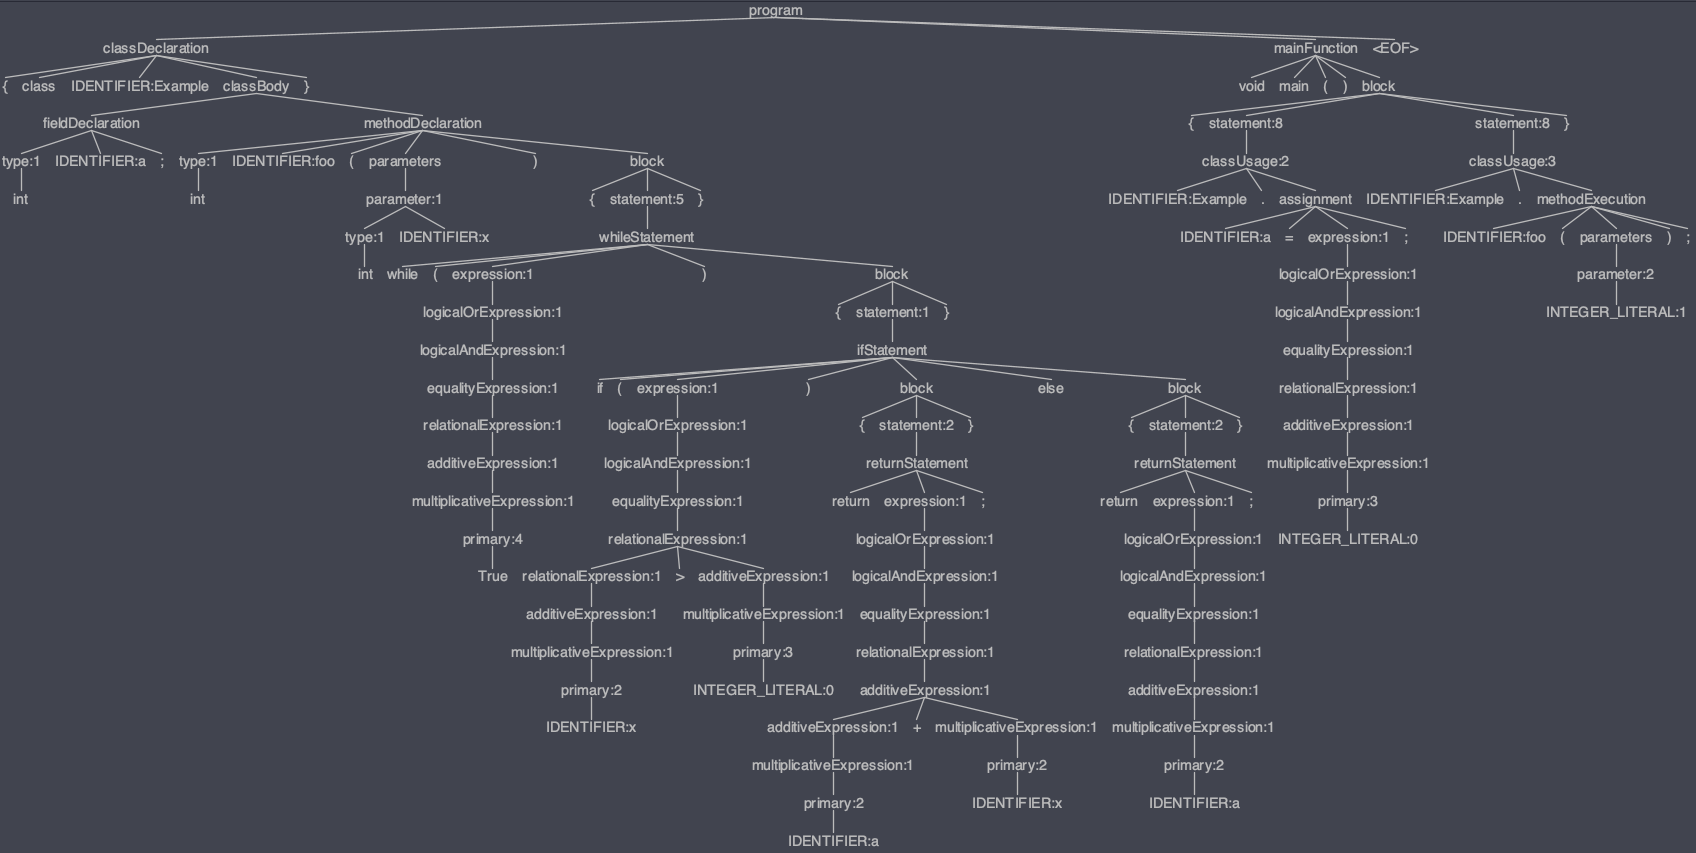 program
classDeclaration mainFunction <EOF>
{ class IDENTIFIER:Example classBody } void main ( ) block
fieldDeclaration methodDeclaration { statement:8 statement:8 }
type:1 IDENTIFIER:a ; type:1 IDENTIFIER:foo ( parameters ) block classUsage:2 classUsage:3
int int parameter:1 { statement:5 } IDENTIFIER:Example . assignment IDENTIFIER:Example . methodExecution
type:1 IDENTIFIER:x whileStatement IDENTIFIER:a = expression:1 ; IDENTIFIER:foo ( parameters ) ;
int while ( expression:1 ) block logicalOrExpression:1 parameter:2
logicalOrExpression:1 { statement:1 } logicalAndExpression:1 INTEGER_LITERAL:1
logicalAndExpression:1 ifStatement equalityExpression:1
equalityExpression:1 if ( expression:1 ) block else block relationalExpression:1
relationalExpression:1 logicalOrExpression:1 { statement:2 } { statement:2 } additiveExpression:1
additiveExpression:1 logicalAndExpression:1 returnStatement returnStatement multiplicativeExpression:1
multiplicativeExpression:1 equalityExpression:1 return expression:1 ; return expression:1 ; primary:3
primary:4 relationalExpression:1 logicalOrExpression:1 logicalOrExpression:1 INTEGER_LITERAL:0
True relationalExpression:1 > additiveExpression:1 logicalAndExpression:1 logicalAndExpression:1
additiveExpression:1 multiplicativeExpression:1 equalityExpression:1 equalityExpression:1
multiplicativeExpression:1 primary:3 relationalExpression:1 relationalExpression:1
primary:2 INTEGER_LITERAL:0 additiveExpression:1 additiveExpression:1
IDENTIFIER:x additiveExpression:1 + multiplicativeExpression:1 multiplicativeExpression:1
multiplicativeExpression:1 primary:2 primary:2
primary:2 IDENTIFIER:x IDENTIFIER:a
IDENTIFIER:a